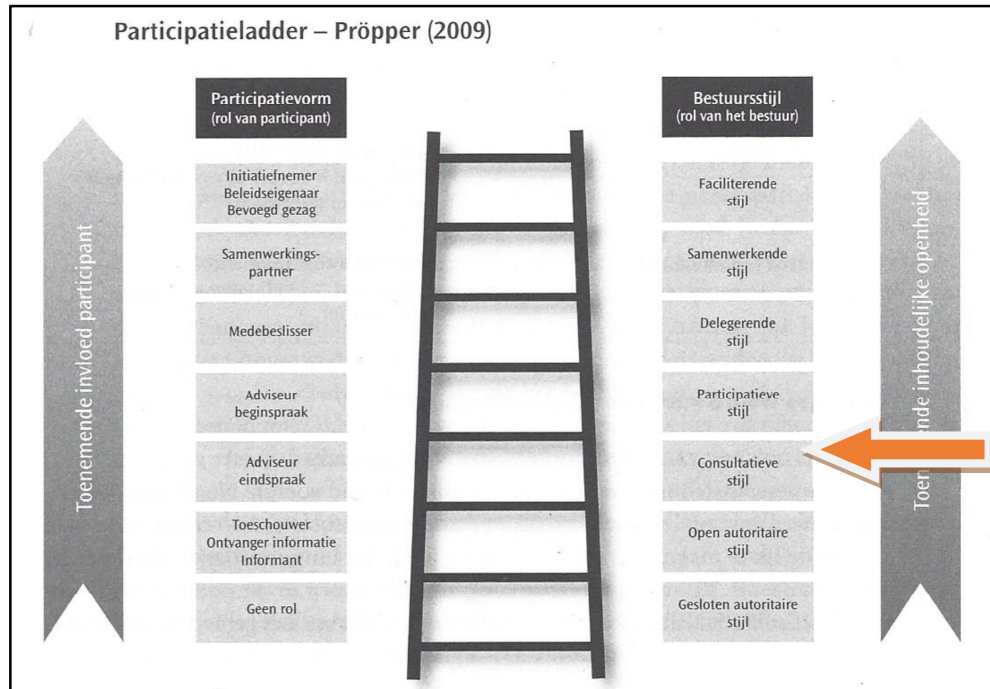 Participatieladder – Pröpper (2009)
Participatievorm
(rol van participant)
Bestuursstijl
(rol van het bestuur)
Toenemende invloed participant
Initiatiefnemer
Beleidseigenaar
Bevoegd gezag
Samenwerkings-
partner
Medebeslisser
Adviseur
beginspraak
Adviseur
eindspraak
Toeschouwer
Ontvanger informatie
Informant
Geen rol
Faciliterende
stijl
Samenwerkende
stijl
Delegerende
stijl
Participatieve
stijl
Consultatieve
stijl
Open autoritaire
stijl
Gesloten autoritaire
stijl
ende inhoudelijke openheid